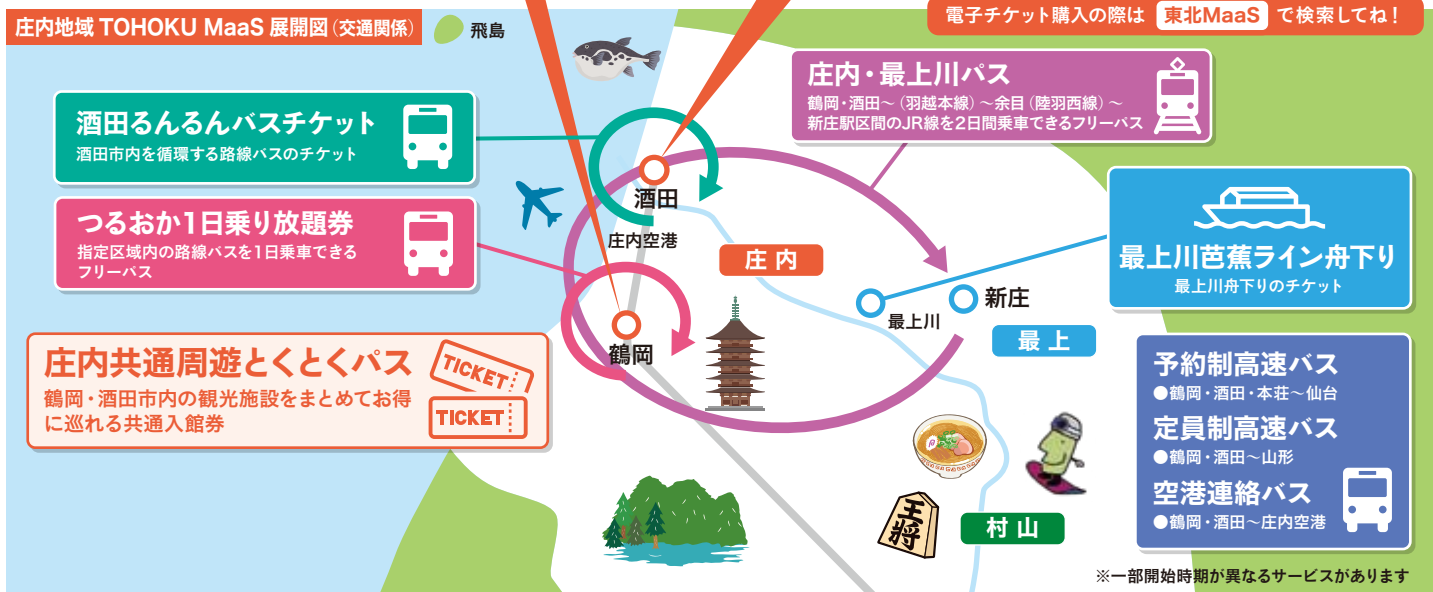 庄内地域 TOHOKU MaaS 展開図（交通関係）
飛島
電子チケット購入の際は 東北MaaS で検索してね！
庄内・最上川パス
鶴岡・酒田～（羽越本線）～余目（陸羽西線）～
新庄駅区間のJR線を2日間乗車できるフリーパス
酒田るんるんバスチケット
酒田市内を循環する路線バスのチケット
つるおか1日乗り放題券
指定区域内の路線バスを1日乗車できる
フリーパス
酒田
庄内空港
庄内
鶴岡
最上川
新庄
最上
最上川芭蕉ライン舟下り
最上川舟下りのチケット
庄内共通周遊とくとくパス
鶴岡・酒田市内の観光施設をまとめてお得
に巡れる共通入館券
TICKET
TICKET
予約制高速バス
●鶴岡・酒田・本荘～仙台
定員制高速バス
●鶴岡・酒田～山形
空港連絡バス
●鶴岡・酒田～庄内空港
王将
村山
※一部開始時期が異なるサービスがあります